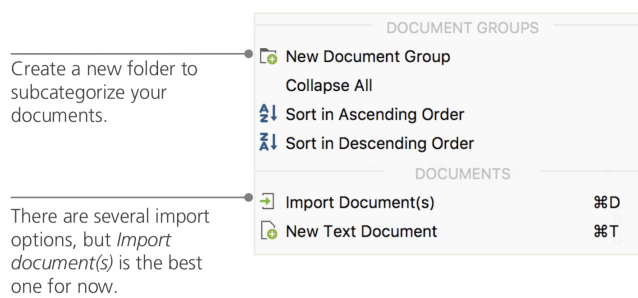 DOCUMENT GROUPS
New Document Group
Create a new folder to
subcategorize your
documents.
Collapse All
Sort in Ascending Order
Sort in Descending Order
DOCUMENTS
Import Document(s) ⌘D
There are several import
options, but Import
document(s) is the best
one for now.
New Text Document ⌘T